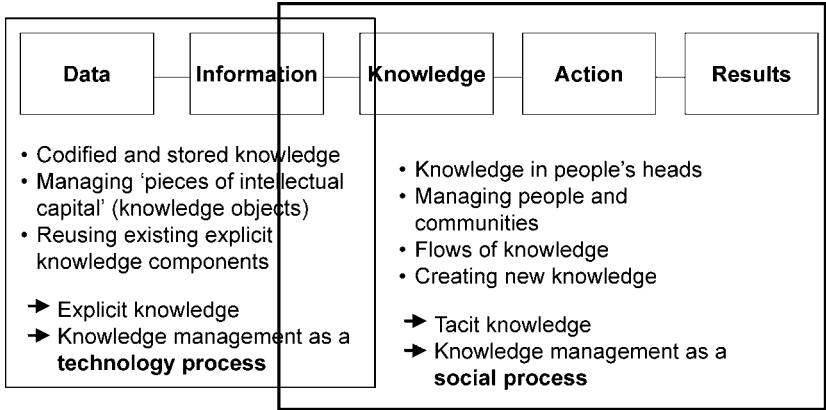 Data Information Knowledge Action Results
• Codified and stored knowledge
• Managing ‘pieces of intellectual
capital’ (knowledge objects)
• Reusing existing explicit
knowledge components
➔ Explicit knowledge
➔ Knowledge management as a
technology process
• Knowledge in people’s heads
• Managing people and
communities
• Flows of knowledge
• Creating new knowledge
➔ Tacit knowledge
➔ Knowledge management as a
social process